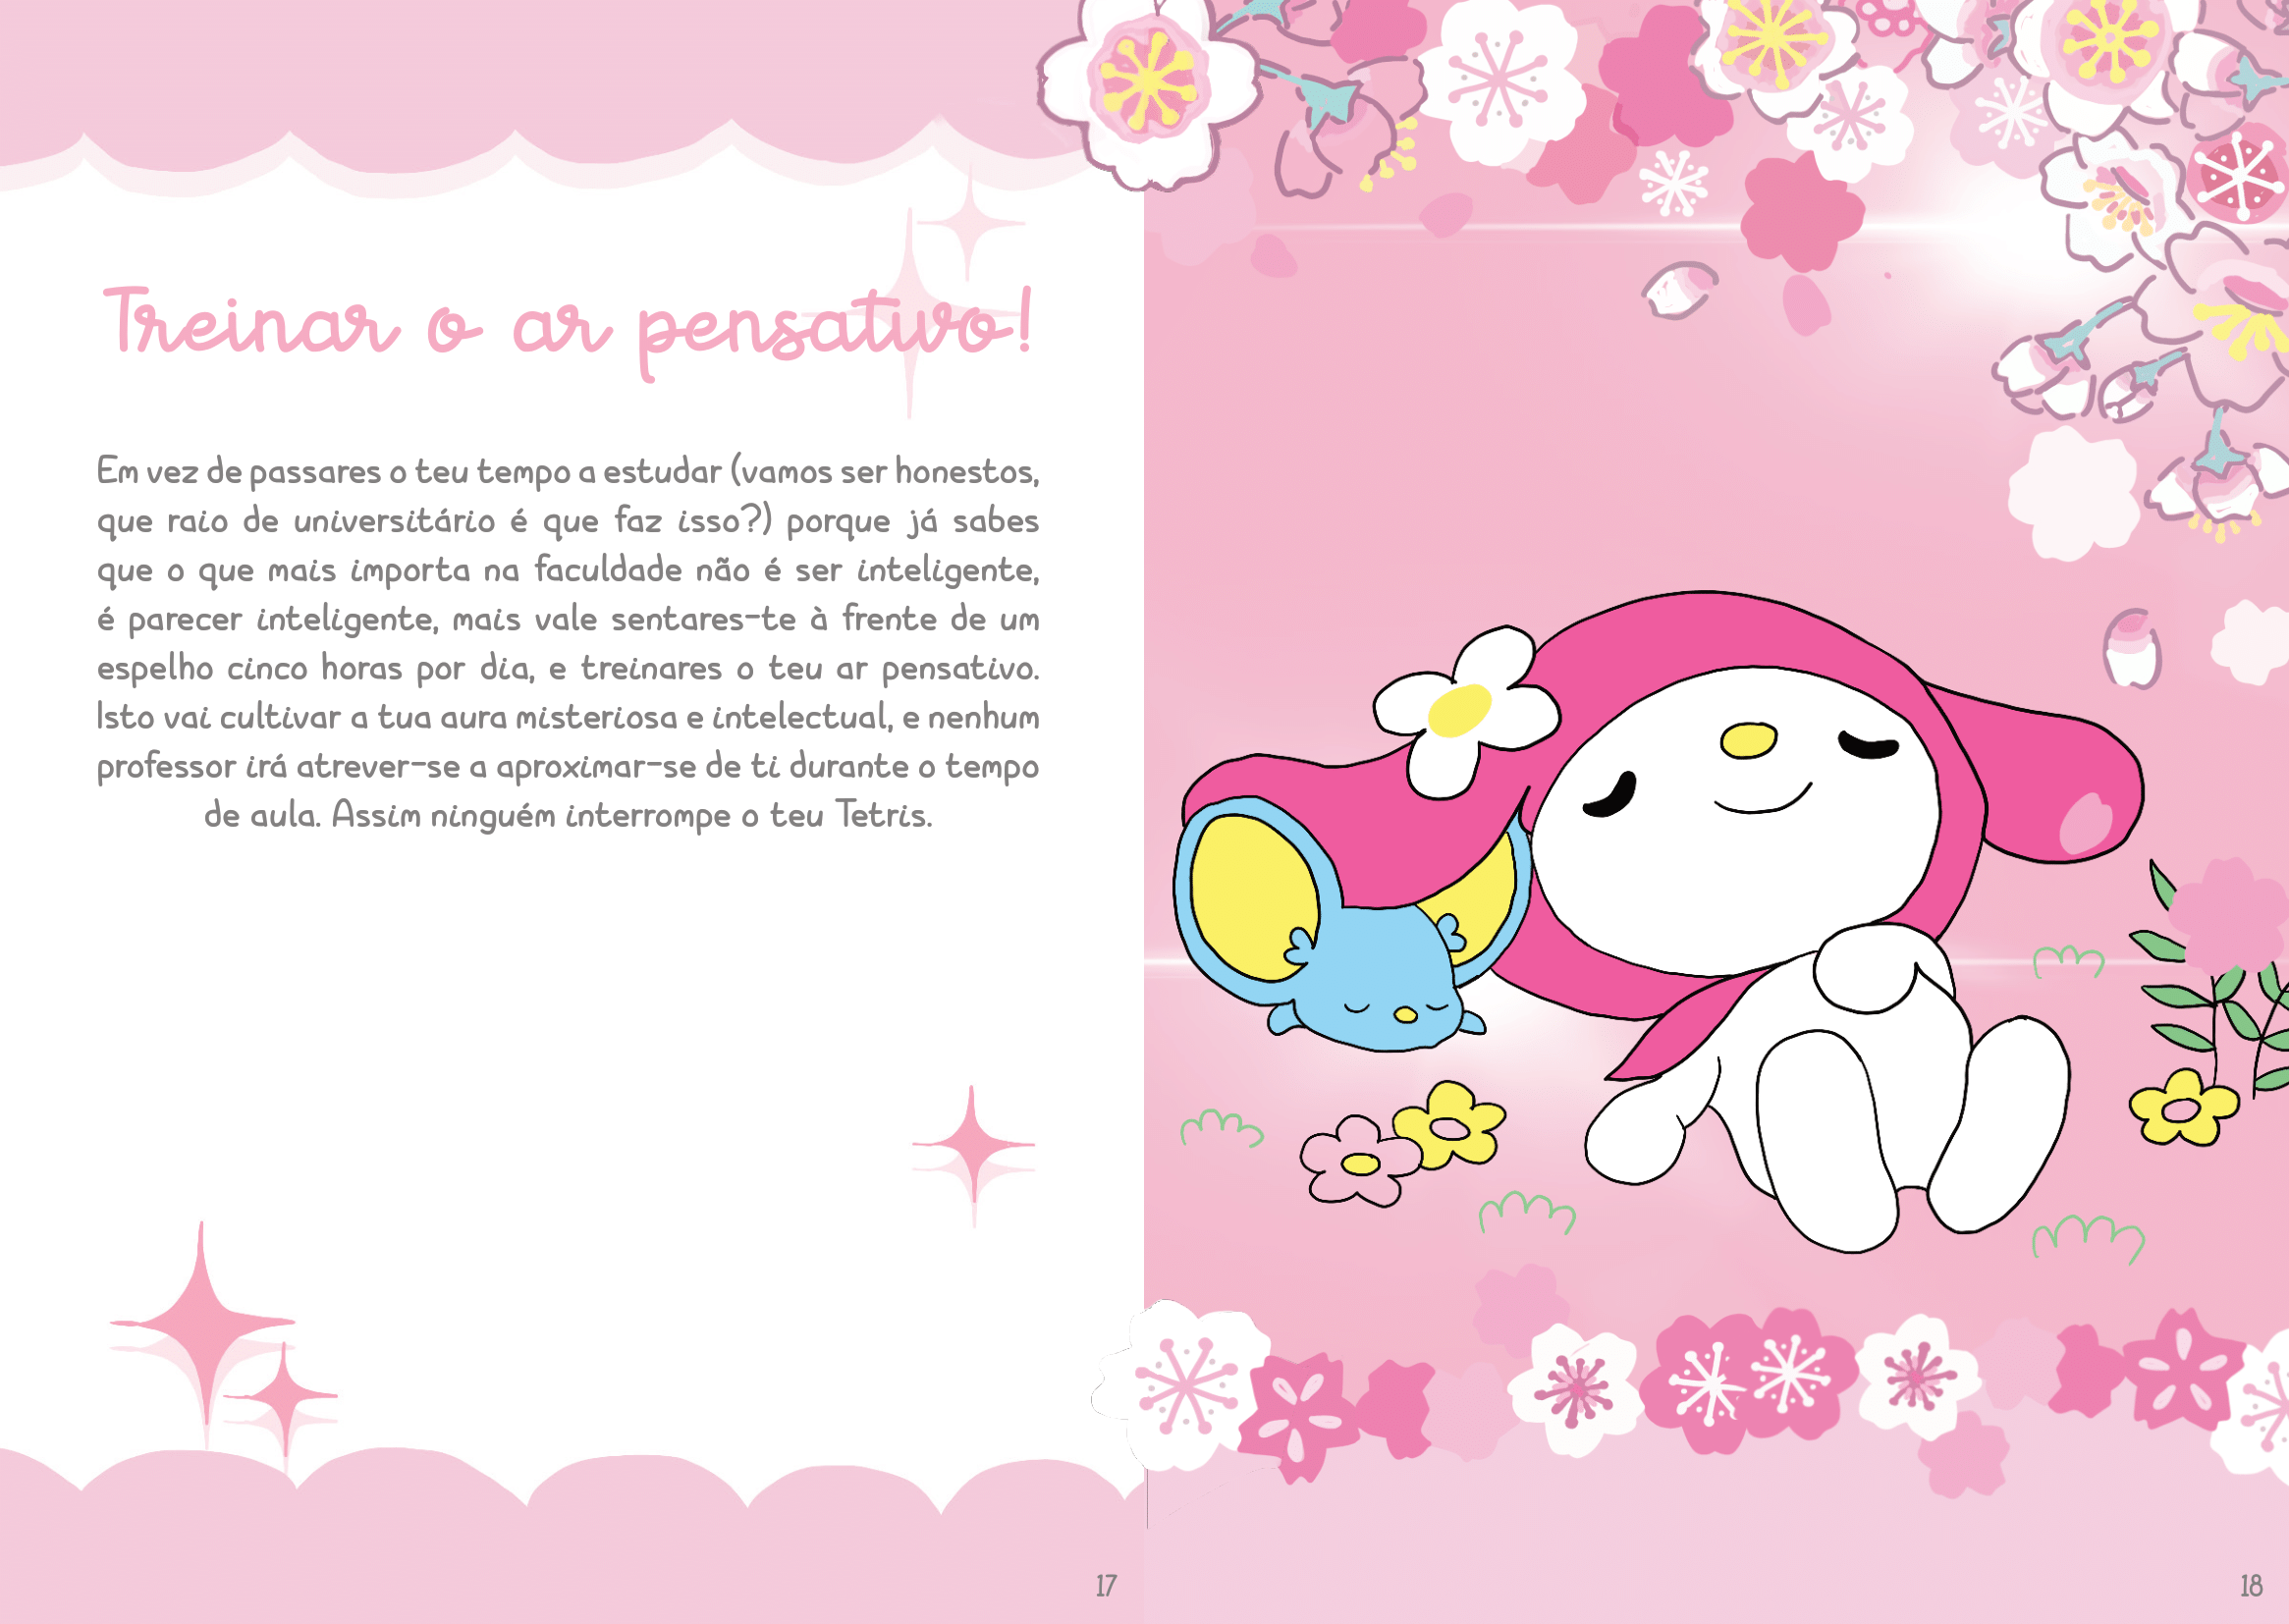 Treinar o ar pensativo!
Em vez de passares o teu tempo a estudar (vamos ser honestos,
que raio de universitário é que faz isso?) porque já sabes
que o que mais importa na faculdade não é ser inteligente,
é parecer inteligente, mais vale sentares-te à frente de um
espelho cinco horas por dia, e treinares o teu ar pensativo.
Isto vai cultivar a tua aura misteriosa e intelectual, e nenhum
professor irá atrever-se a aproximar-se de ti durante o tempo
de aula. Assim ninguém interrompe o teu Tetris.
17
18